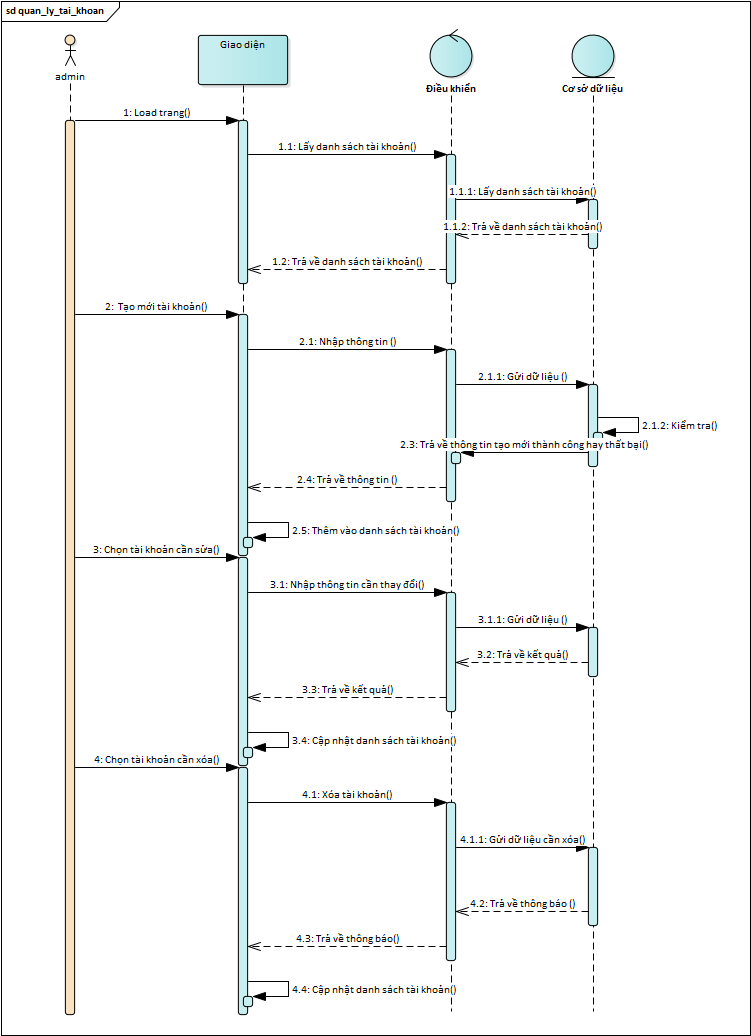 sd quan_ly_tai_khoan
Giao diện
admin
Điều khiển
Cơ sở dữ liệu
1: Load trang()
1.1: Lấy danh sách tài khoản()
1.1.1: Lấy danh sách tài khoản()
1.1.2: Trả về danh sách tài khoản()
1.2: Trả về danh sách tài khoản()
2: Tạo mới tài khoản()
2.1: Nhập thông tin ()
2.1.1: Gửi dữ liệu ()
2.1.2: Kiểm tra()
2.3: Trả về thông tin tạo mới thành công hay thất bại()
2.4: Trả về thông tin ()
2.5: Thêm vào danh sách tài khoản()
3: Chọn tài khoản cần sửa()
3.1: Nhập thông tin cần thay đổi()
3.1.1: Gửi dữ liệu ()
3.2: Trả về kết quả()
3.3: Trả về kết quả()
3.4: Cập nhật danh sách tài khoản()
4: Chọn tài khoản cần xóa()
4.1: Xóa tài khoản()
4.1.1: Gửi dữ liệu cần xóa()
4.2: Trả về thông báo ()
4.3: Trả về thông báo()
4.4: Cập nhật danh sách tài khoản()